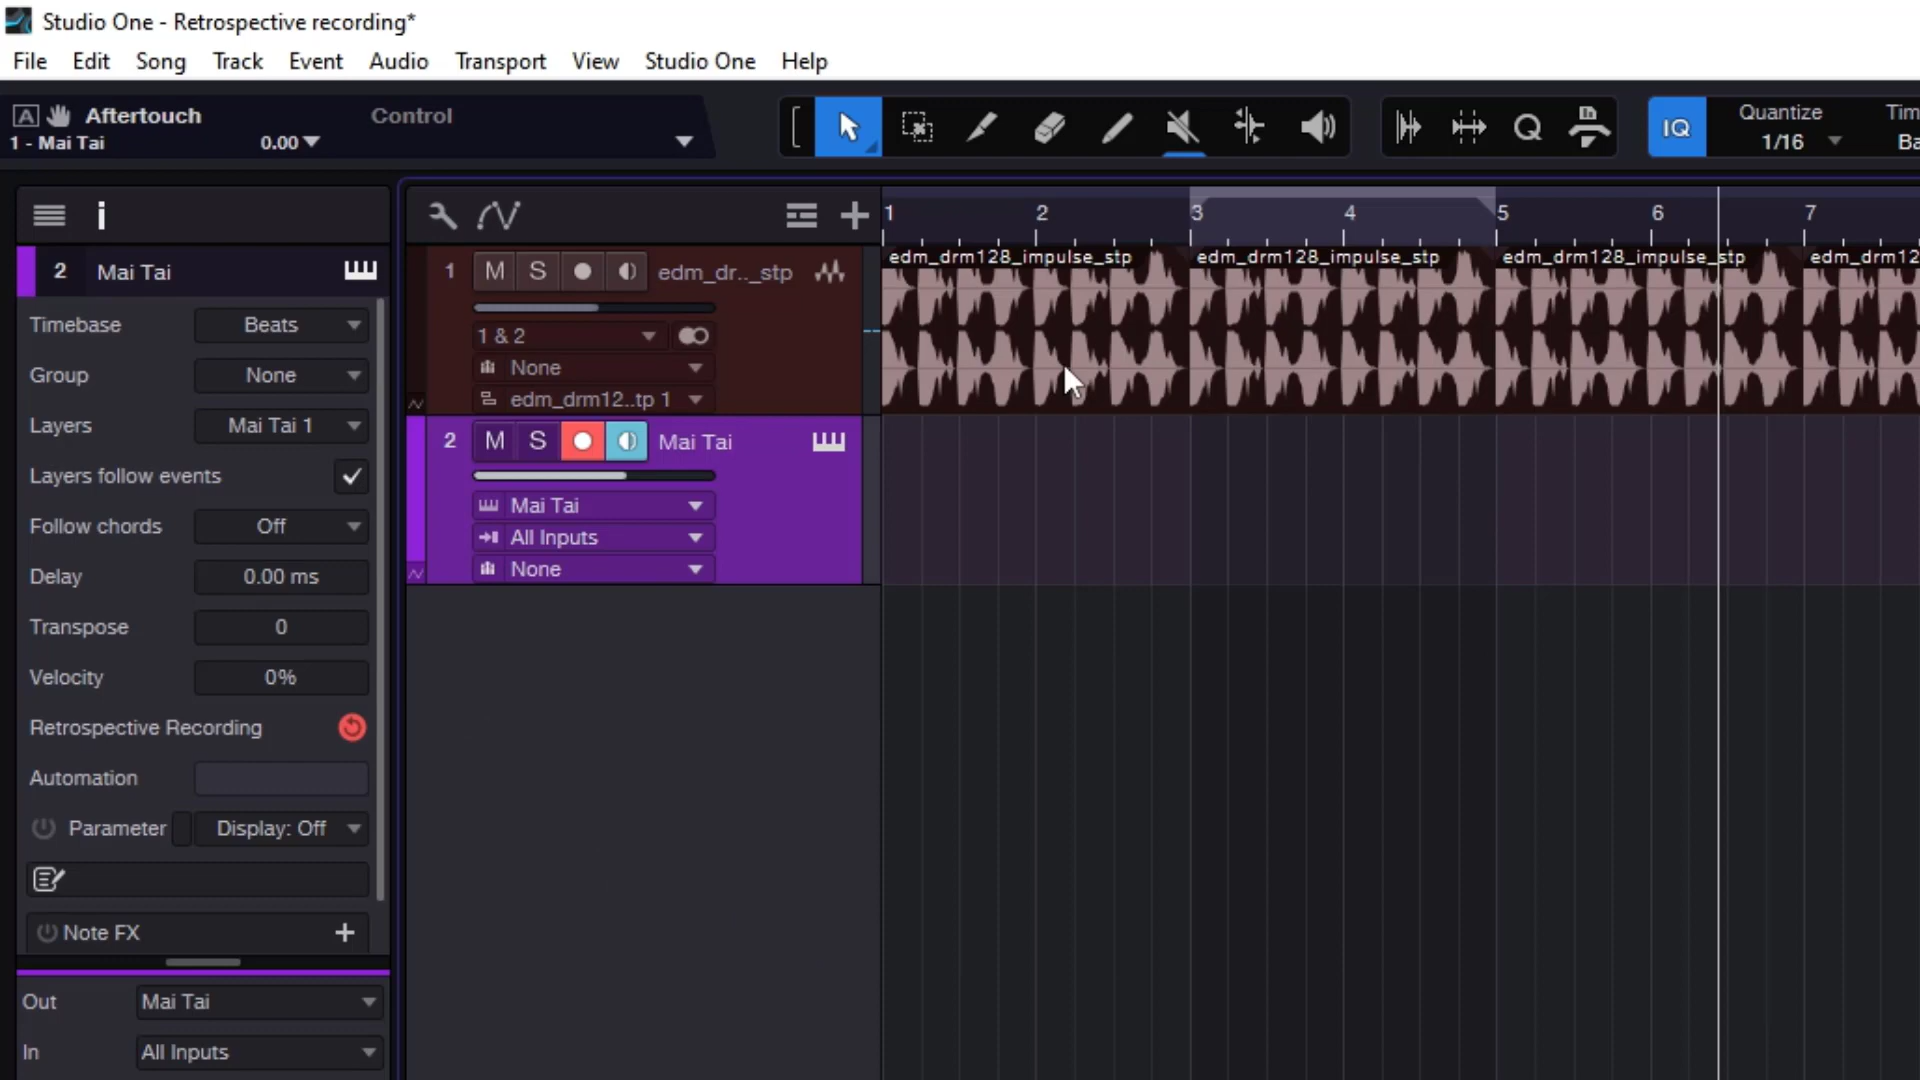 Studio One - Retrospective recording*
File Edit Song Track Event Audio Transport View Studio One Help
A Aftertouch Control
1 - Mai Tai 0.00
IQ Quantize
1/16
i
1 2 3 4 5 6 7
2 Mai Tai
1 M S edm_dr.._stp
edm_drm128_impulse_stp edm_drm128_impulse_stp edm_drm128_impulse_stp edm_drm12
1 & 2
None
edm_drm12..tp 1
2 M S Mai Tai
Mai Tai
All Inputs
None
Timebase Beats
Group None
Layers Mai Tai 1
Layers follow events
Follow chords Off
Delay 0.00 ms
Transpose 0
Velocity 0%
Retrospective Recording
Automation
Parameter Display: Off
Note FX +
Out Mai Tai
In All Inputs